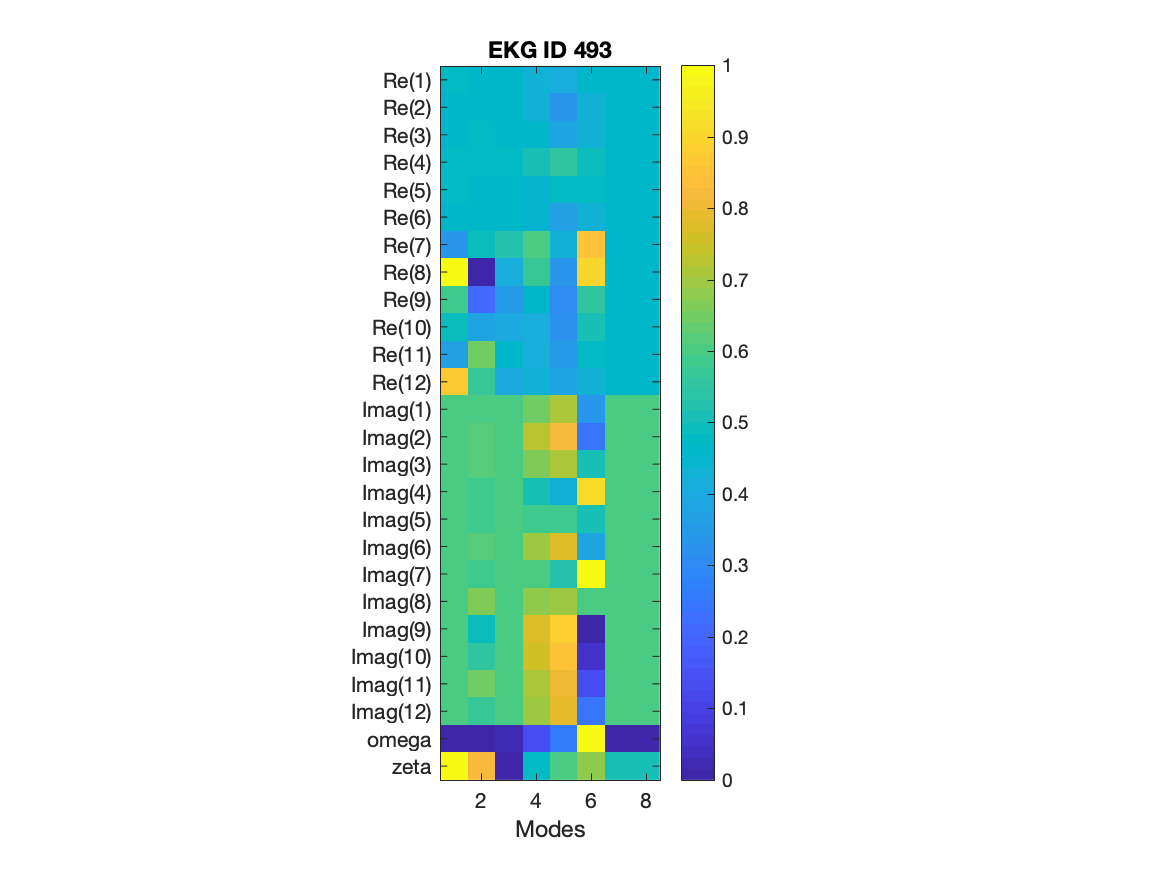 EKG ID 493
Re(1)
Re(2)
Re(3)
Re(4)
Re(5)
Re(6)
Re(7)
Re(8)
Re(9)
Re(10)
Re(11)
Re(12)
Imag(1)
Imag(2)
Imag(3)
Imag(4)
Imag(5)
Imag(6)
Imag(7)
Imag(8)
Imag(9)
Imag(10)
Imag(11)
Imag(12)
omega
zeta
2 4 6 8
Modes
1
0.9
0.8
0.7
0.6
0.5
0.4
0.3
0.2
0.1
0